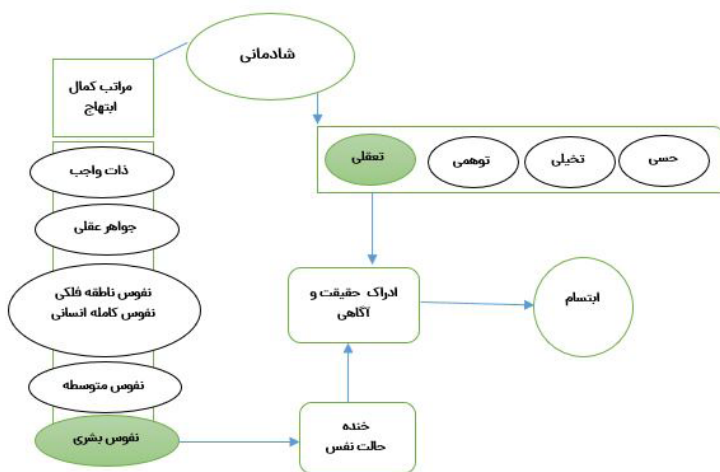 شادمانی
مراتب کمال
ابتهاج
حسی
تخیلی
توهمی
تعقلی
ذات واجب
جواهر عقلی
نفوس ناطقه فلکی
نفوس کامله انسانی
ادراک حقیقت و
آگاهی
ابتسام
نفوس متوسطه
نفوس بشری
خنده
حالت نفس